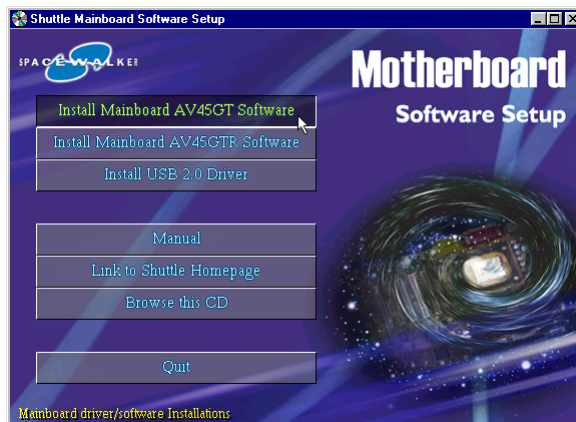 Shuttle Mainboard Software Setup
SPACEWALKER
Motherboard
Software Setup
Install Mainboard AV45GT Software
Install Mainboard AV45GTR Software
Install USB 2.0 Driver
Manual
Link to Shuttle Homepage
Browse this CD
Quit
Mainboard driver/software Installations